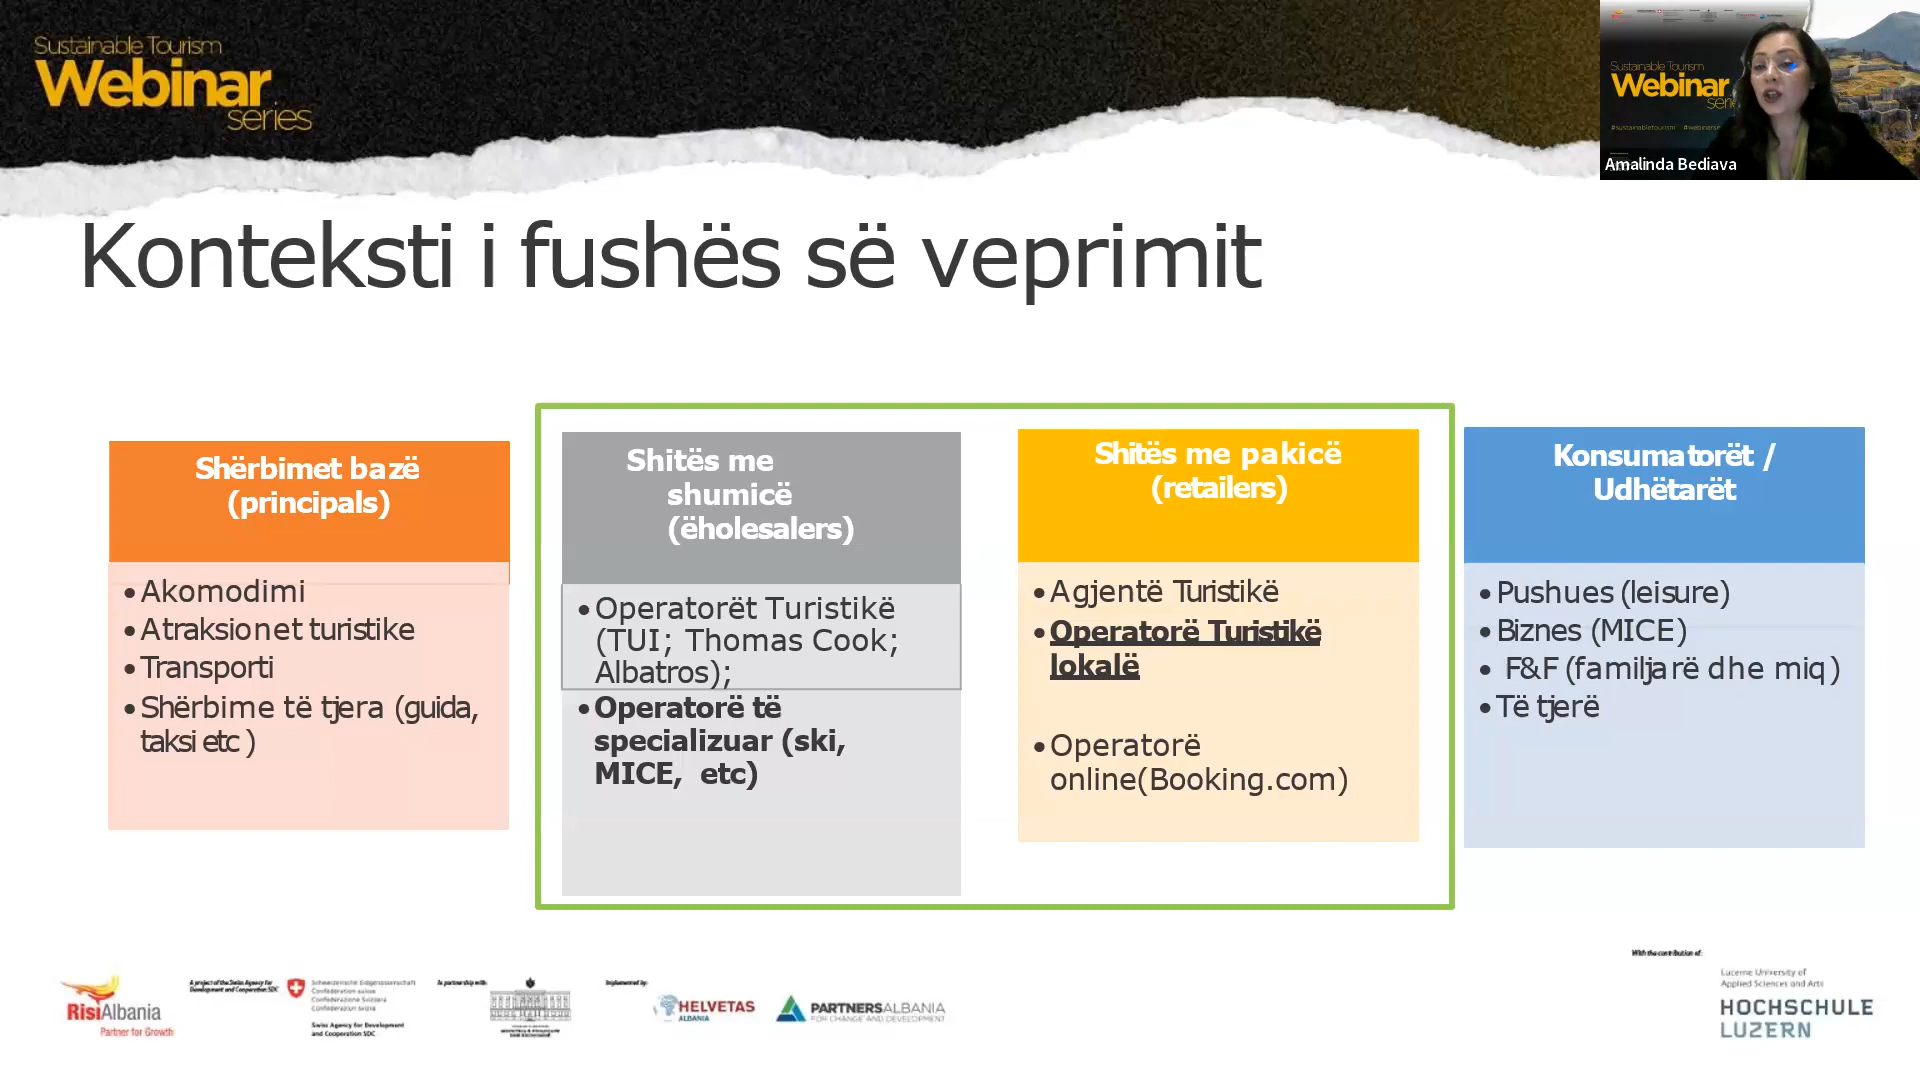 Sustainable Tourism
Webinar
series
Sustainable Tourism
Webinar
#sustainabletourism
Amalinda Bediava
Konteksti i fushës së veprimit
Shërbimet bazë
(principals)
Akomodimi
Atraksionet turistike
Transporti
Shërbime të tjera (guida,
taksi etc )
Shitës me
shumicë
(ëholesalers)
Operatorët Turistikë
(TUI; Thomas Cook;
Albatros);
Operatorë të
specializuar (ski,
MICE, etc)
Shitës me pakicë
(retailers)
Agjentë Turistikë
Operatorë Turistikë
lokalë
Operatorë
online(Booking.com)
Konsumatorët /
Udhëtarët
Pushues (leisure)
Biznes (MICE)
F&F (familjarë dhe miq)
Të tjerë
RisiAlbania
Partner for Growth
A project of the Swiss Agency for
Development and Cooperation SDC
Schweizerische Eidgenossenschaft
Confédération suisse
Confederazione Svizzera
Confederaziun svizra
Swiss Agency for Development
and Cooperation SDC
In partnership with:
Implemented by:
HELVETAS
ALBANIA
PARTNERSALBANIA
FOR CHANGE AND DEVELOPMENT
With the contribution of:
Lucerne University of
Applied Sciences and Arts
HOCHSCHULE
LUZERN